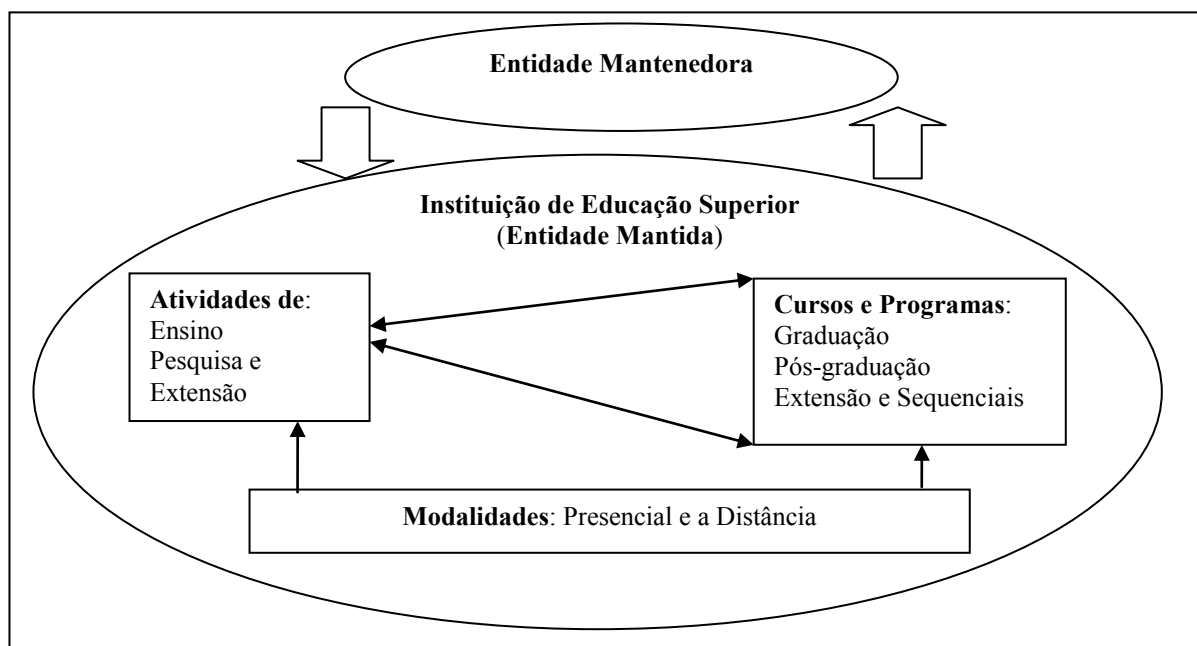 Entidade Mantenedora
Instituição de Educação Superior
(Entidade Mantida)
Atividades de:
Ensino
Pesquisa e
Extensão
Cursos e Programas:
Graduação
Pós-graduação
Extensão e Sequenciais
Modalidades: Presencial e a Distância